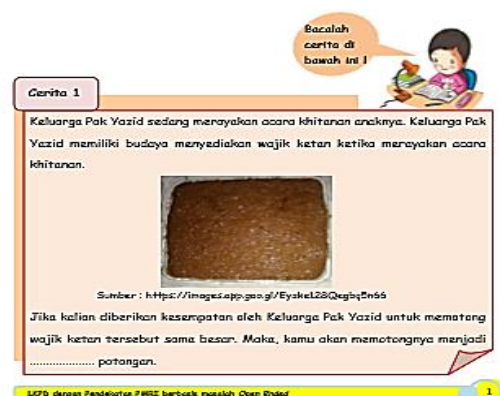 Bacalah
cerita di
bawah ini !
Cerita 1
Keluarga Pak Yazid sedang merayakan acara khitanan anaknya. Keluarga Pak
Yazid memiliki budaya menyediakan wajik ketan ketika merayakan acara
khitanan.
Sumber : https://images.app.goo.gl/
Jika kalian diberikan kesempatan oleh Keluarga Pak Yazid untuk memotong
wajik ketan tersebut sama besar. Maka, kamu akan memotongnya menjadi
.................... potongan.
LKPD dengan Pendekatan PMRI berbasis masalah Open Ended
1